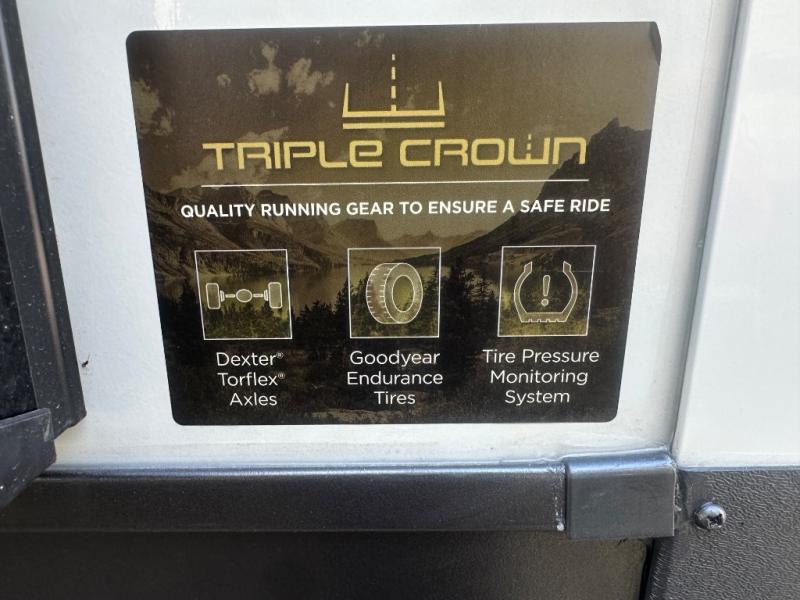 TRIPLE CROWN
QUALITY RUNNING GEAR TO ENSURE A SAFE RIDE
Dexter®
Torflex®
Axles
Goodyear
Endurance
Tires
!
Tire Pressure
Monitoring
System